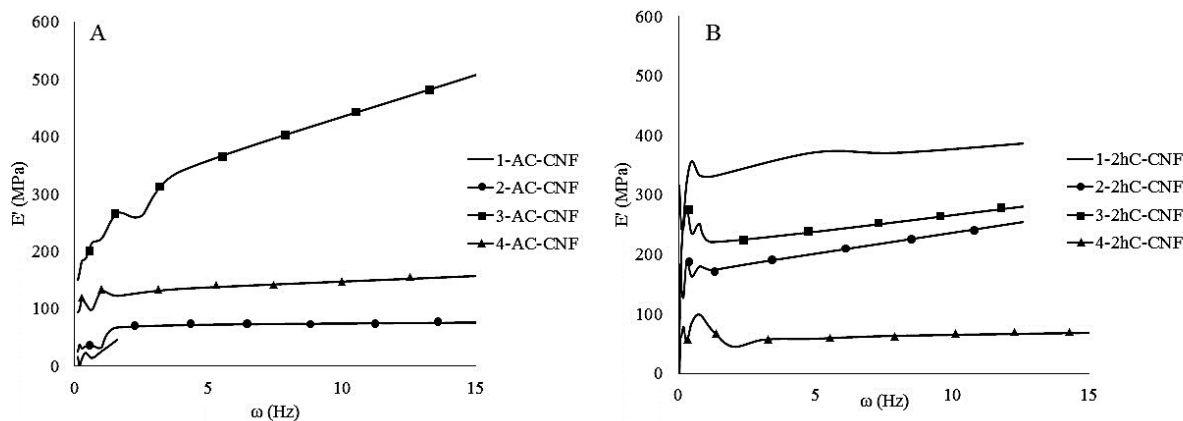 A
600
500
400
300
200
100
0
E' (MPa)
0
5
10
15
ω (Hz)
1-AC-CNF
2-AC-CNF
3-AC-CNF
4-AC-CNF
B
600
500
400
300
200
100
0
E' (MPa)
0
5
10
15
ω (Hz)
1-2hC-CNF
2-2hC-CNF
3-2hC-CNF
4-2hC-CNF